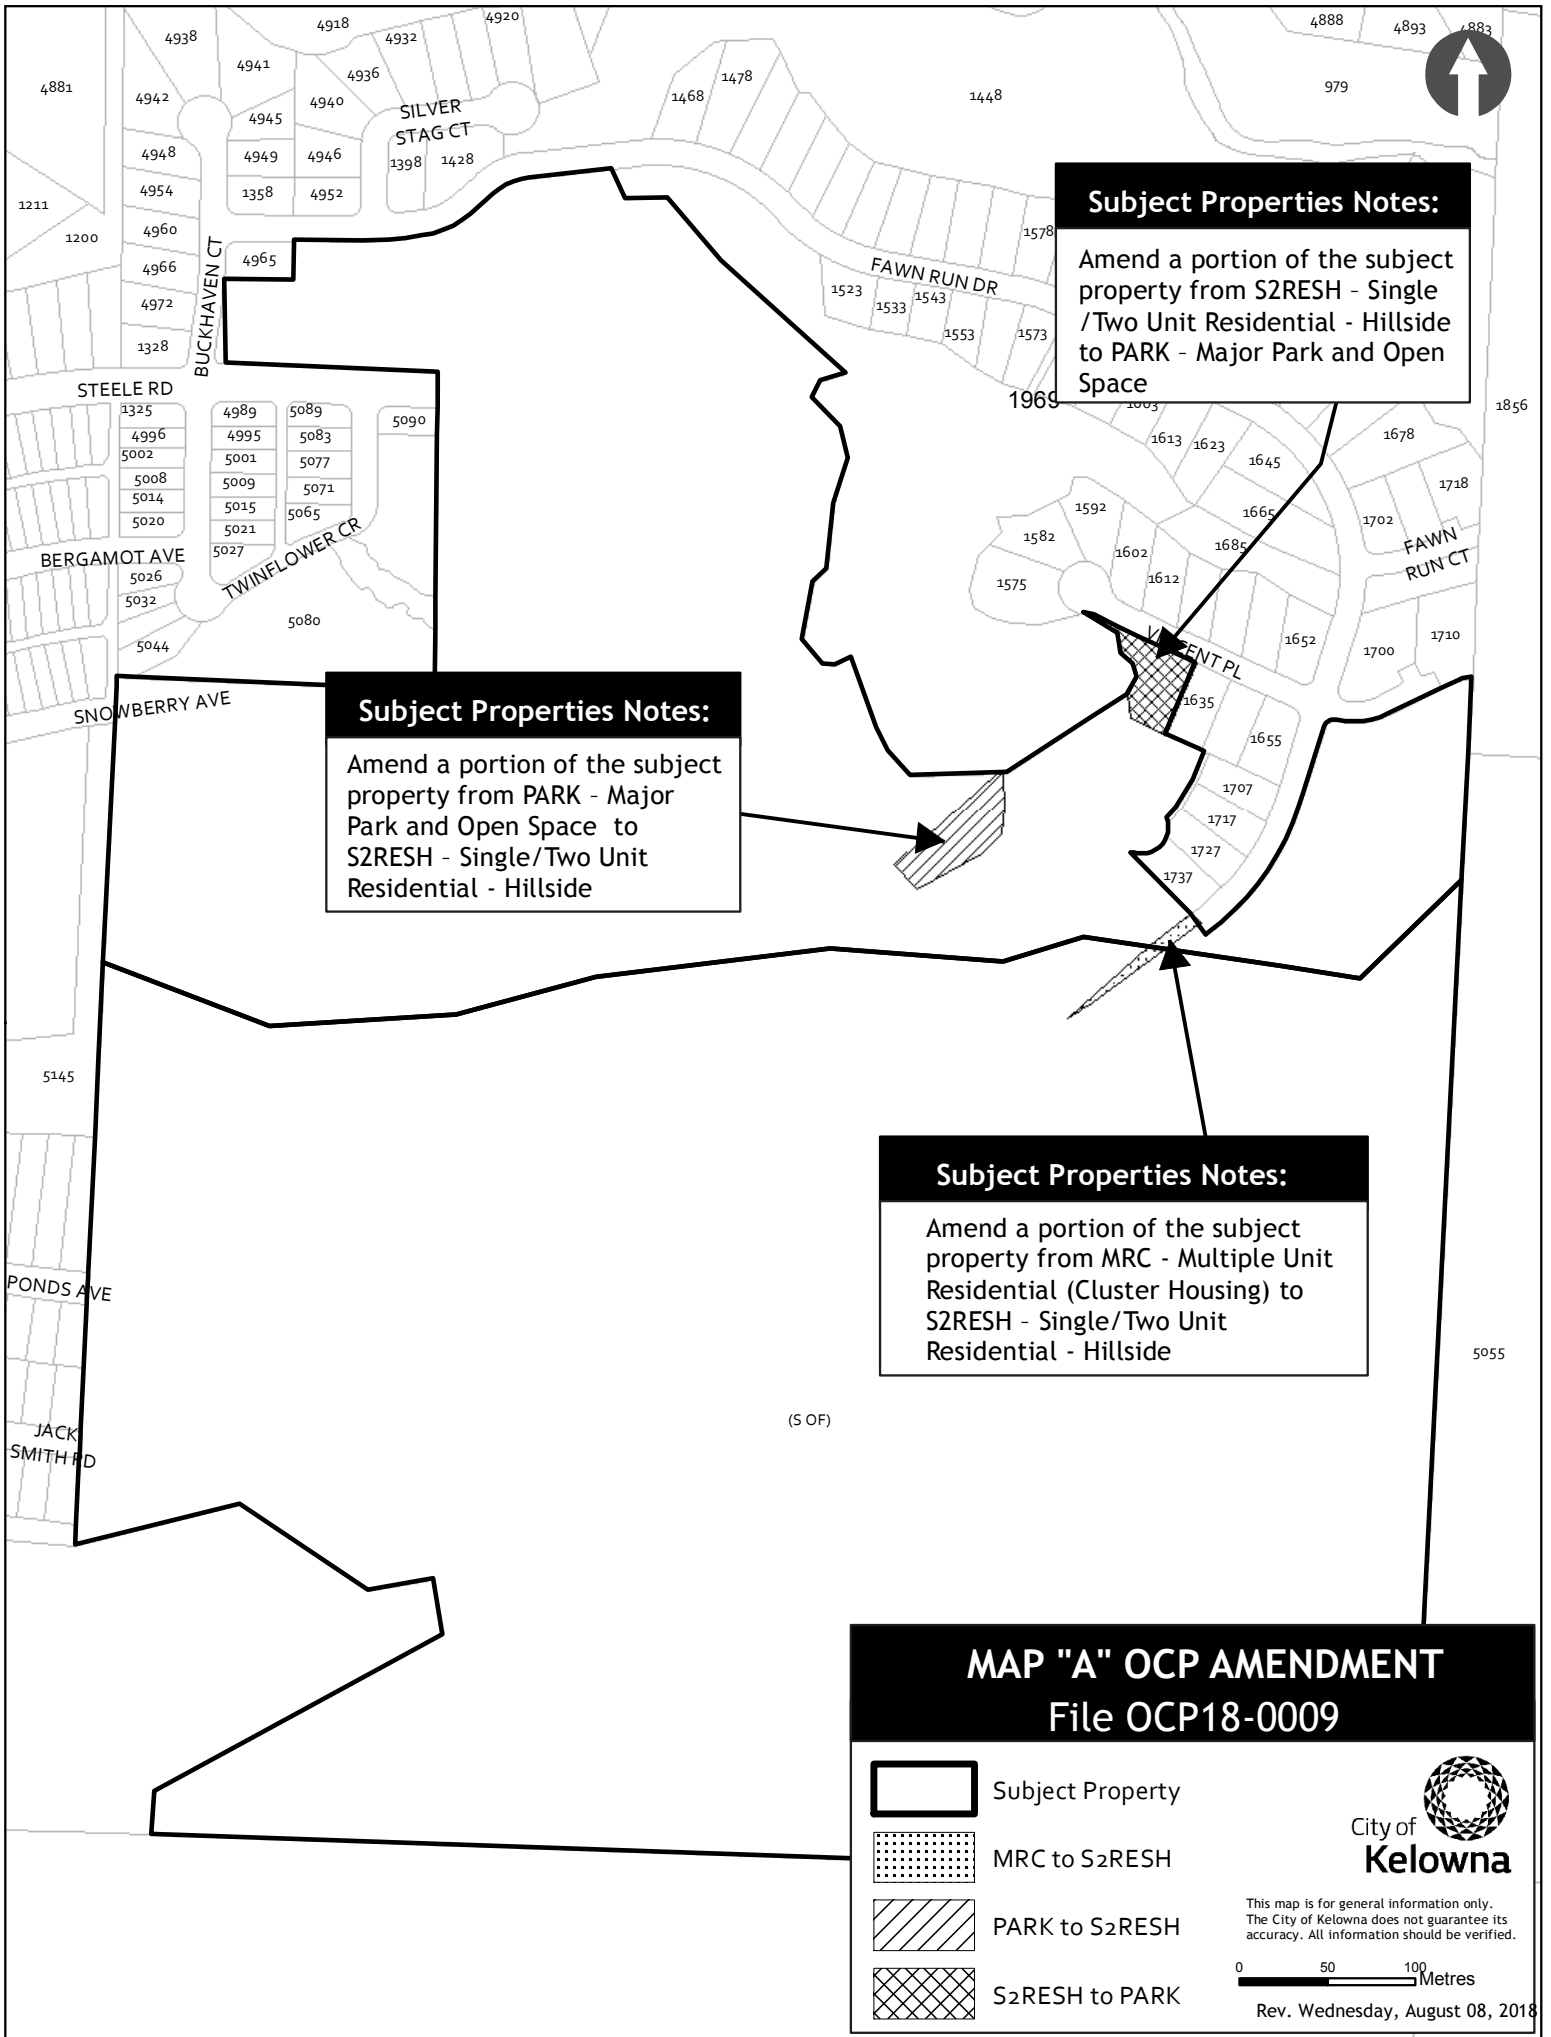 4918
4920
4938
4932
4888
4893
4883
4941
4936
4881
1478
979
4942
4940
1468
1448
SILVER
STAG CT
4945
4948
4949
4946
1398
1428
4954
1358
4952
1211
1200
4960
4965
BUCKHAVEN CT
4966
4972
1328
STEELE RD
FAWN RUN DR
1578
1523
1533
1543
1553
1573
Subject Properties Notes:
Amend a portion of the subject
property from S2RESH – Single
/Two Unit Residential - Hillside
to PARK – Major Park and Open
Space
1969
1603
1856
1325
4989
5089
5090
4996
4995
5083
5002
5001
5077
5008
5009
5071
5014
5015
5065
5020
5021
5027
TWINFLOWER CR
BERGAMOT AVE
5026
5032
5080
5044
SNOWBERRY AVE
1613
1623
1645
1678
1718
1665
1702
1592
1582
1602
1685
FAWN
RUN CT
1575
1612
1652
1700
1710
1635
1655
1707
1717
1727
1737
Subject Properties Notes:
Amend a portion of the subject
property from PARK – Major
Park and Open Space to
S2RESH – Single/Two Unit
Residential - Hillside
5145
Subject Properties Notes:
Amend a portion of the subject
property from MRC - Multiple Unit
Residential (Cluster Housing) to
S2RESH – Single/Two Unit
Residential - Hillside
PONDS AVE
5055
(S OF)
JACK
SMITH RD
MAP "A" OCP AMENDMENT
File OCP18-0009
Subject Property
MRC to S2RESH
PARK to S2RESH
S2RESH to PARK
City of
Kelowna
This map is for general information only.
The City of Kelowna does not guarantee its
accuracy. All information should be verified.
0 50 100
Metres
Rev. Wednesday, August 08, 2018